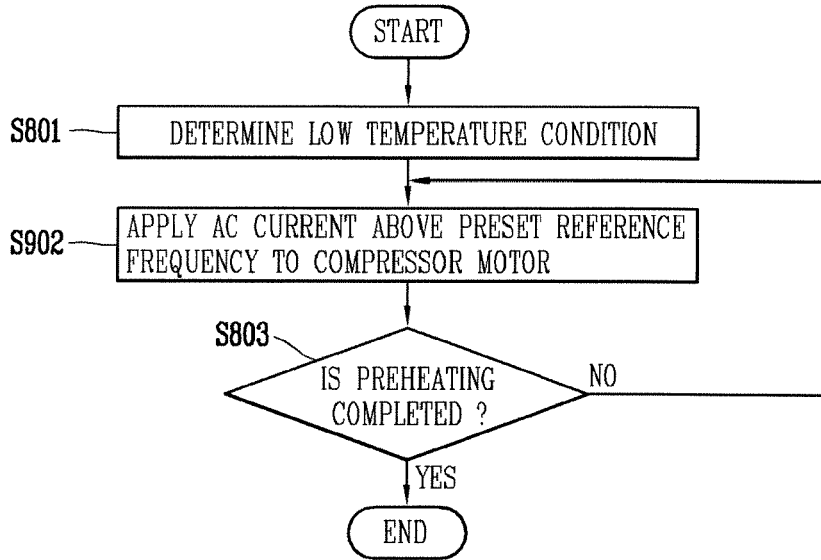 START
S801
DETERMINE LOW TEMPERATURE CONDITION
S902
APPLY AC CURRENT ABOVE PRESET REFERENCE
FREQUENCY TO COMPRESSOR MOTOR
S803
IS PREHEATING
COMPLETED ?
NO
YES
END